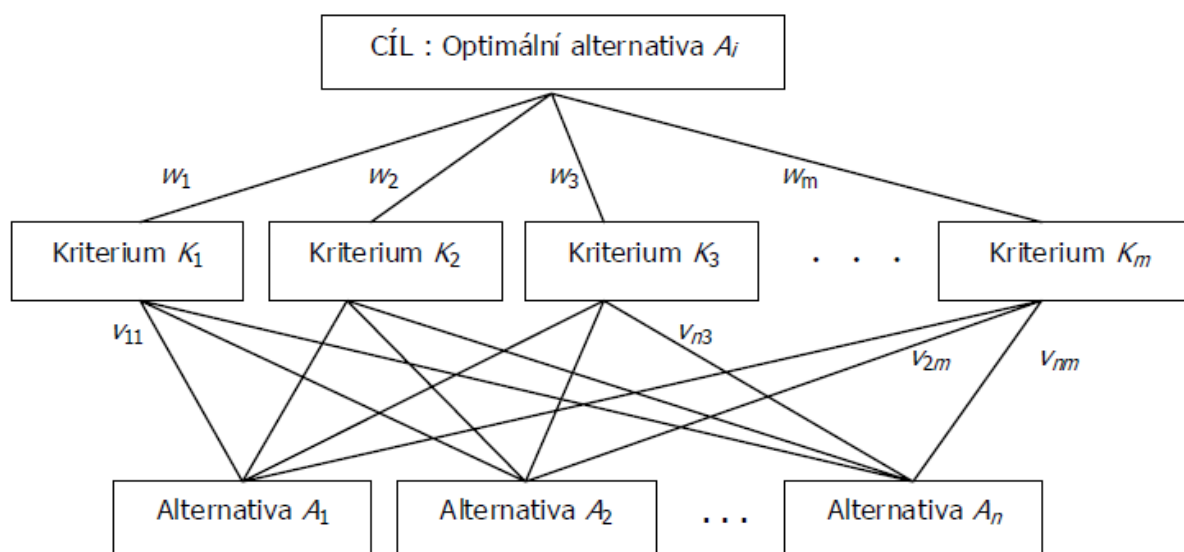 CÍL : Optimální alternativa Ai
w1 w2 w3 wm
Kriterium K1 Kriterium K2 Kriterium K3 . . . Kriterium Km
v11 vn3 v2m vnm
Alternativa A1 Alternativa A2 ... Alternativa An